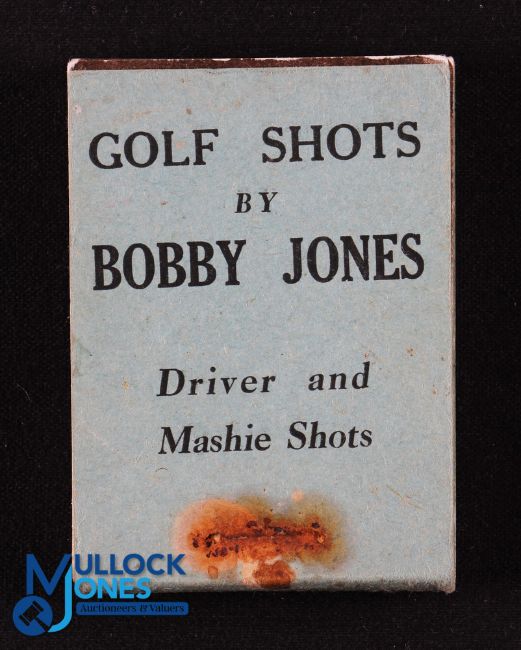 GOLF SHOTS
BY
BOBBY JONES
Driver and
Mashie Shots
MULLOCK
JONES
Auctioneers & Valuers